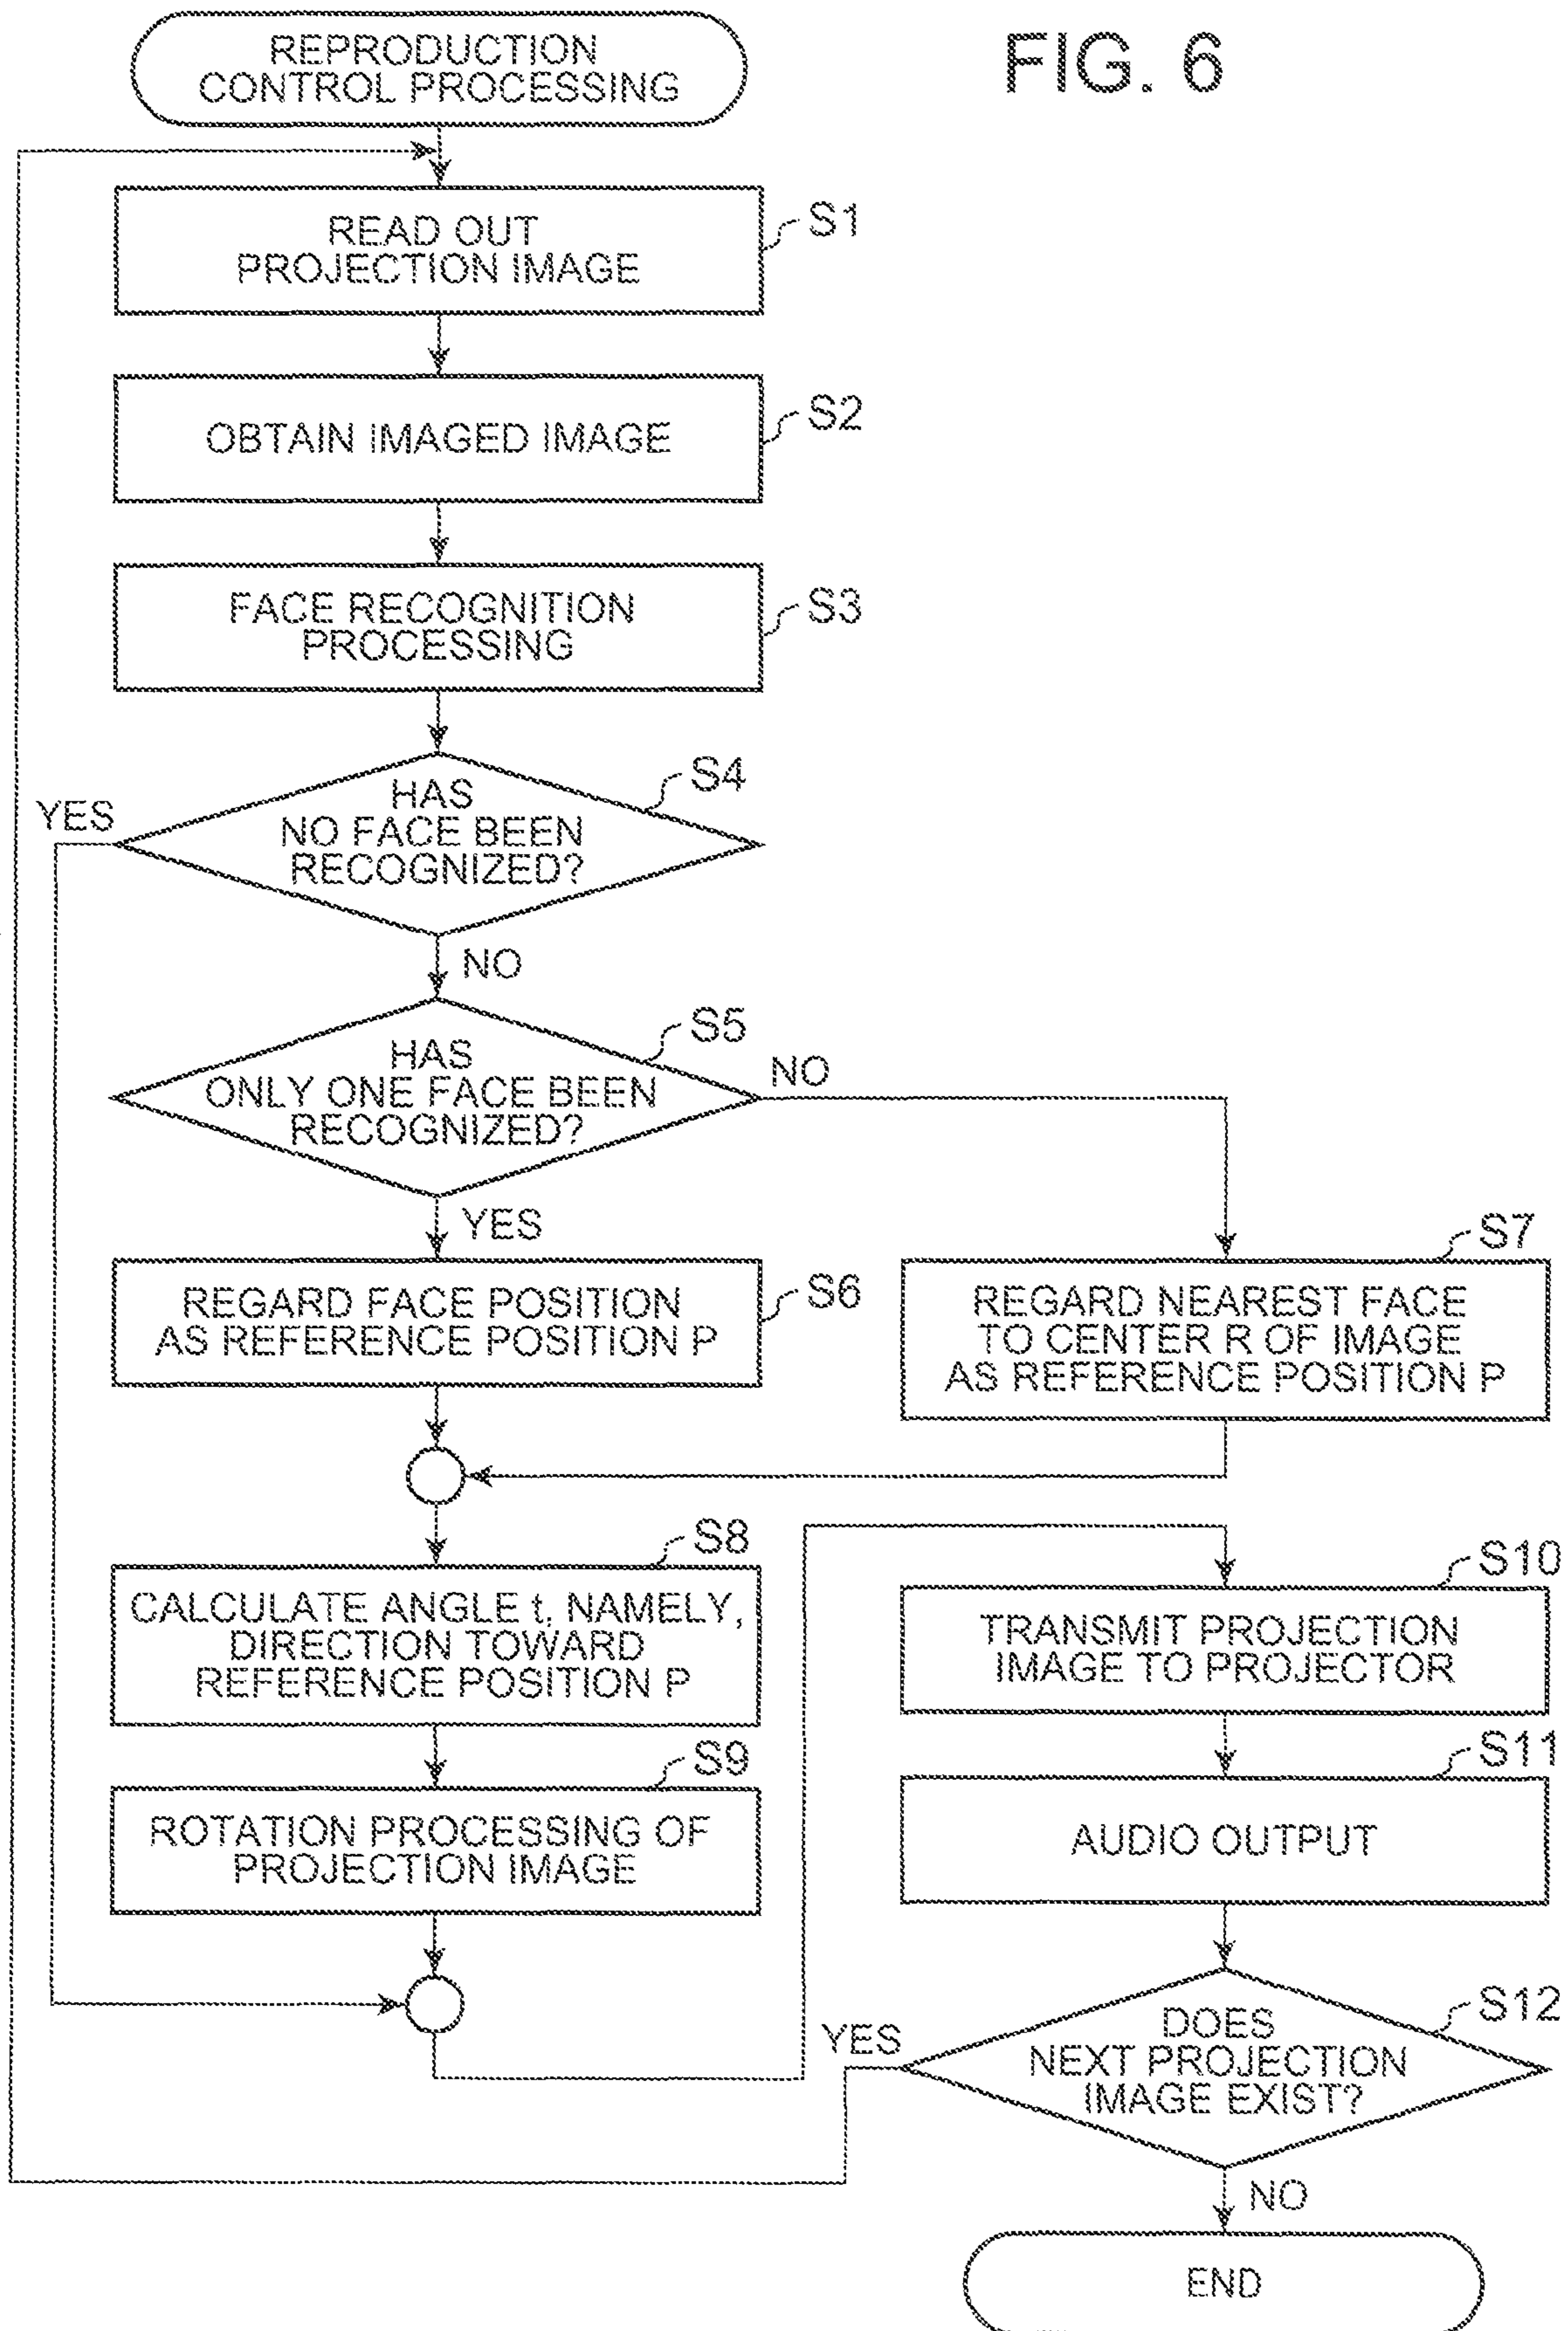 REPRODUCTION
CONTROL PROCESSING
FIG. 6
READ OUT
PROJECTION IMAGE
S1
OBTAIN IMAGED IMAGE
S2
FACE RECOGNITION
PROCESSING
S3
HAS
NO FACE BEEN
RECOGNIZED?
S4
YES
NO
HAS
ONLY ONE FACE BEEN
RECOGNIZED?
S5
NO
YES
REGARD FACE POSITION
AS REFERENCE POSITION P
S6
S7
REGARD NEAREST FACE
TO CENTER R OF IMAGE
AS REFERENCE POSITION P
S8
CALCULATE ANGLE t, NAMELY,
DIRECTION TOWARD
REFERENCE POSITION P
S9
ROTATION PROCESSING OF
PROJECTION IMAGE
S10
TRANSMIT PROJECTION
IMAGE TO PROJECTOR
S11
AUDIO OUTPUT
S12
DOES
NEXT PROJECTION
IMAGE EXIST?
YES
NO
END